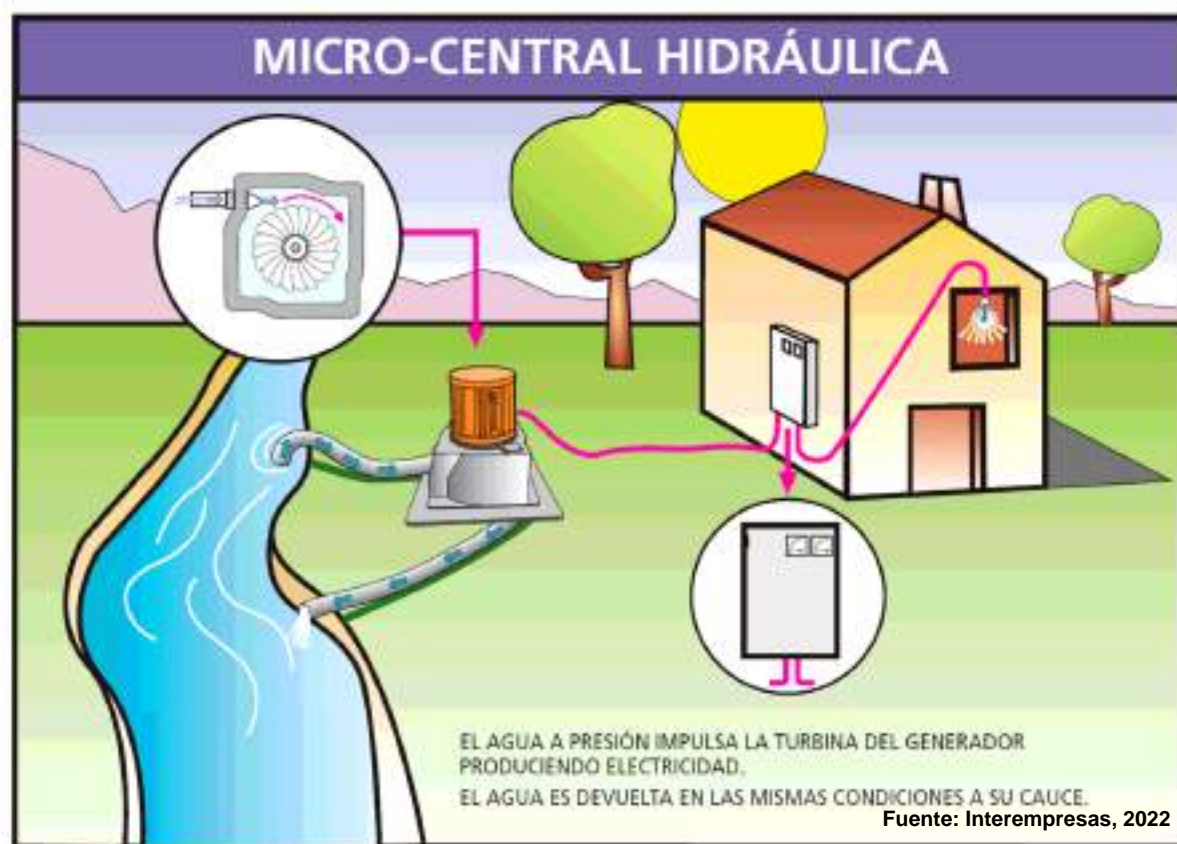 MICRO-CENTRAL HIDRÁULICA
EL AGUA A PRESIÓN IMPULSA LA TURBINA DEL GENERADOR
PRODUCIENDO ELECTRICIDAD.
EL AGUA ES DEVUELTA EN LAS MISMAS CONDICIONES A SU CAUCE.
Fuente: Interempresas, 2022